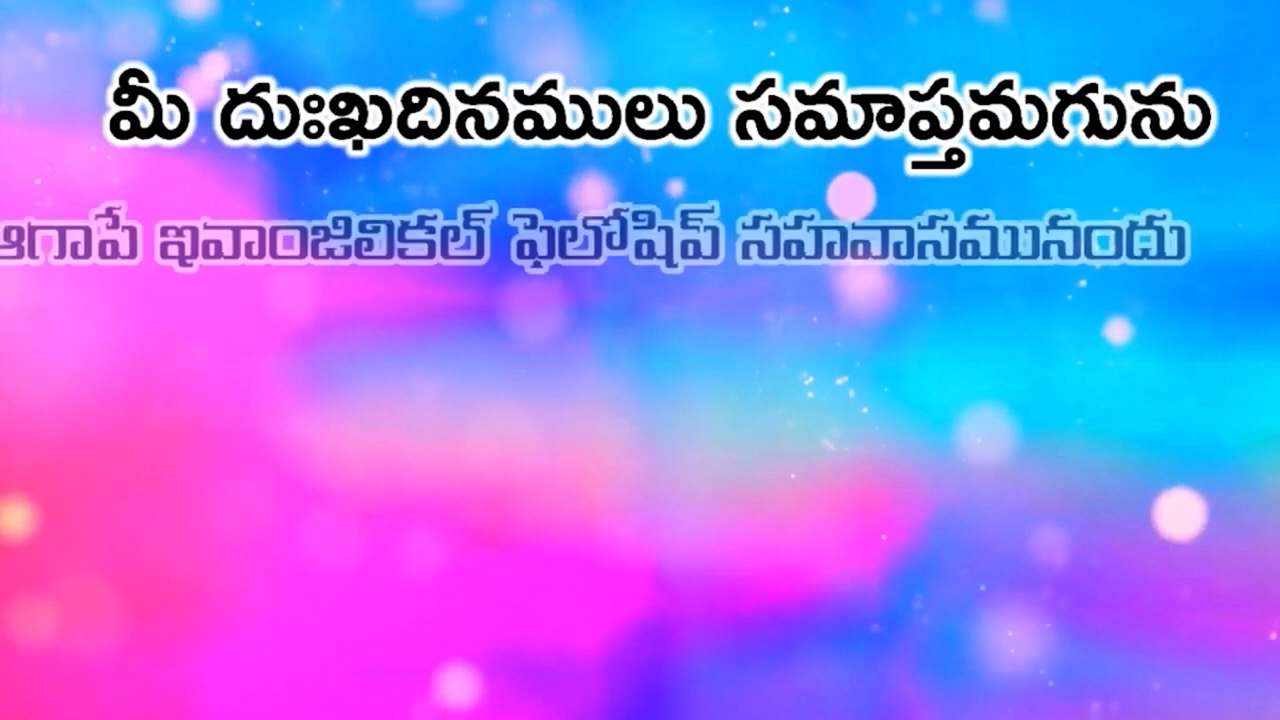 మీ దుఃఖదినములు సమాప్తమగును
ఆగాపే ఇవాంజిలికల్ ఫెలోషిప్ సహవాసమునందు